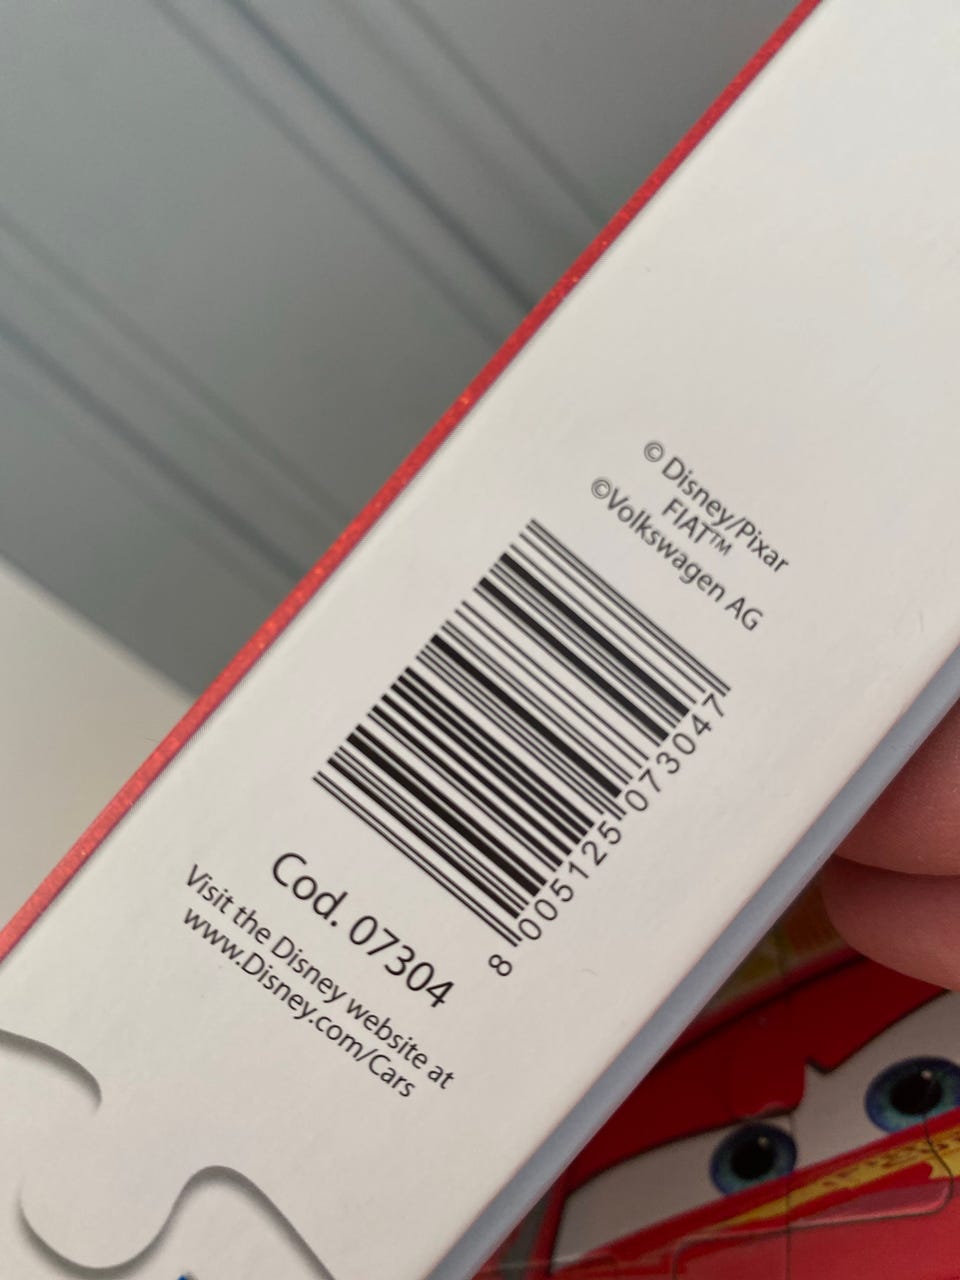 © Disney/Pixar
FIAT™
©Volkswagen AG
8 005125 073047
Cod. 07304
Visit the Disney website at
www.Disney.com/Cars